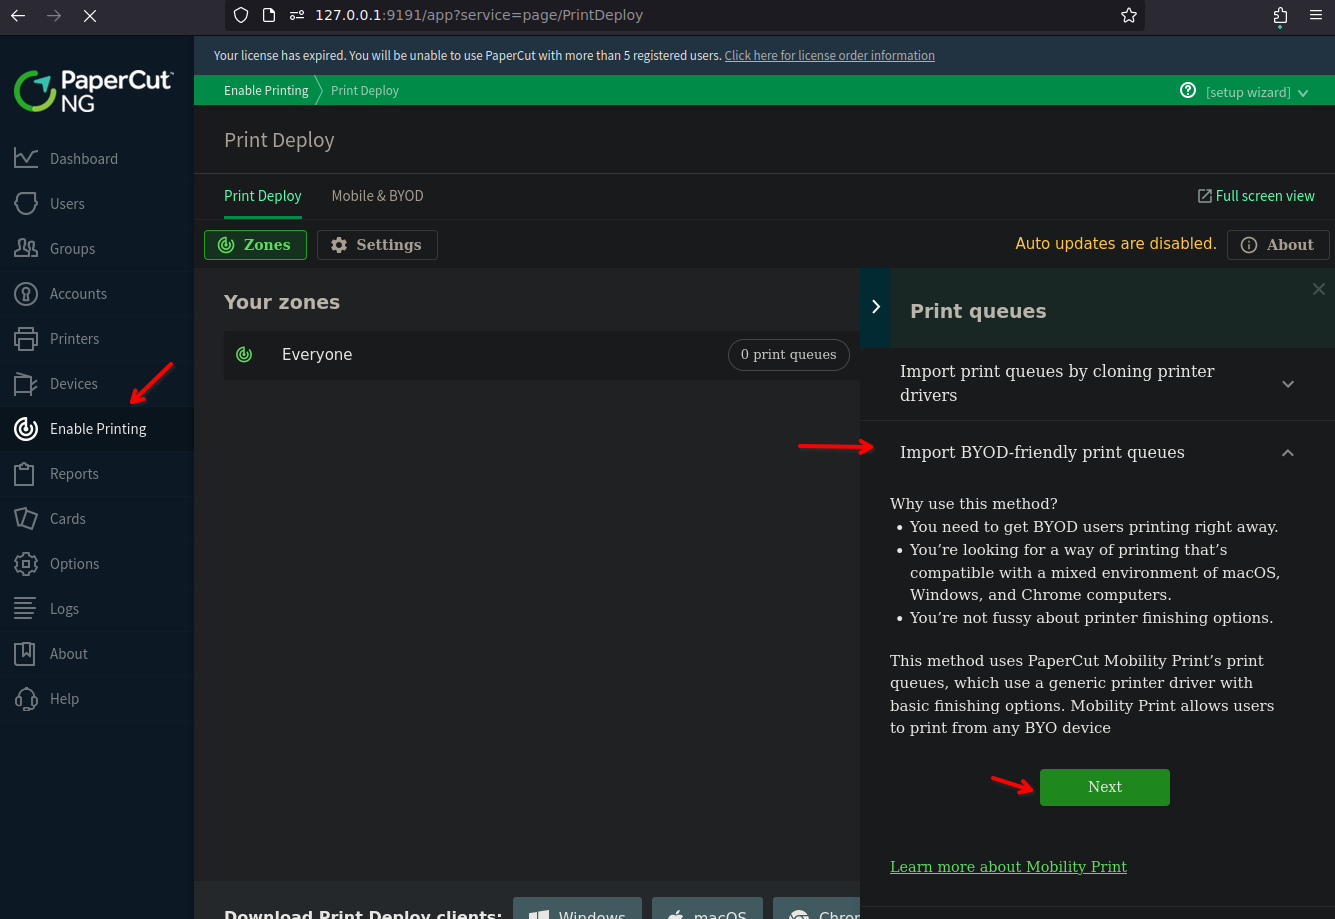 127.0.0.1:9191/app?service=page/PrintDeploy
Your license has expired. You will be unable to use PaperCut with more than 5 registered users. Click here for license order information
PaperCut™
NG
Enable Printing
Print Deploy
[setup wizard]
Dashboard
Users
Groups
Accounts
Printers
Devices
Enable Printing
Reports
Cards
Options
Logs
About
Help
Print Deploy
Print Deploy
Mobile & BYOD
Full screen view
Zones
Settings
Auto updates are disabled.
About
Your zones
Everyone
0 print queues
Print queues
Import print queues by cloning printer
drivers
Import BYOD-friendly print queues
Why use this method?
• You need to get BYOD users printing right away.
• You’re looking for a way of printing that’s
compatible with a mixed environment of macOS,
Windows, and Chrome computers.
• You’re not fussy about printer finishing options.
This method uses PaperCut Mobility Print’s print
queues, which use a generic printer driver with
basic finishing options. Mobility Print allows users
to print from any BYO device
Next
Learn more about Mobility Print
Download Print Deploy clients:
Windows
macOS
Chro